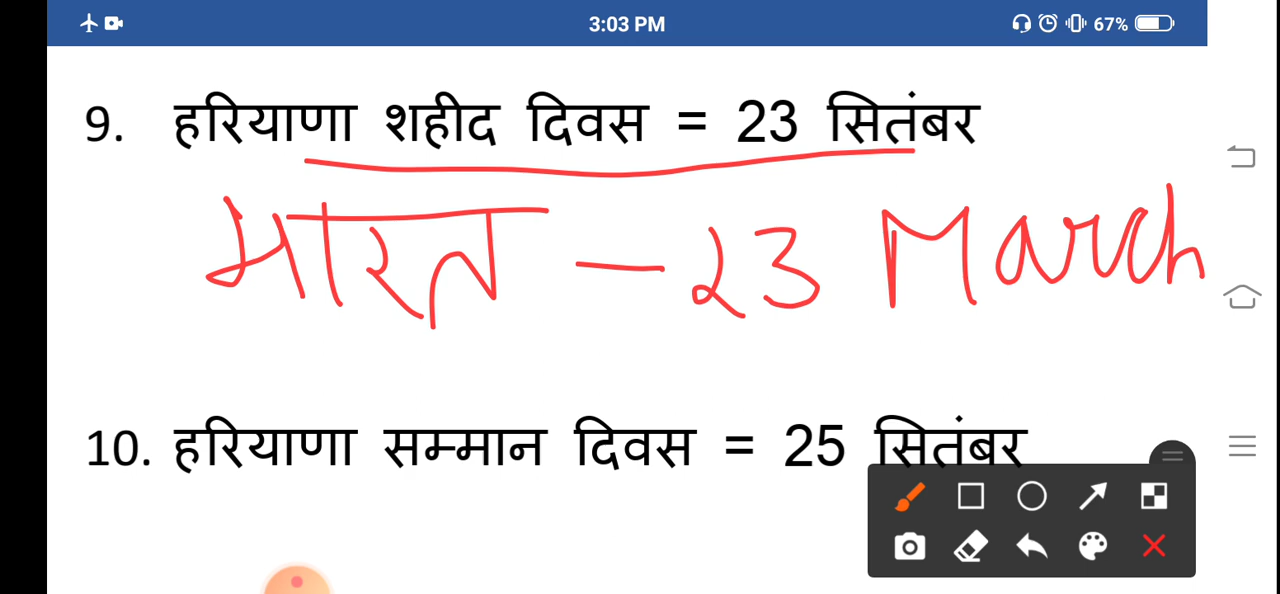 3:03 PM 67%
9. हरियाणा शहीद दिवस = 23 सितंबर
भारत — 23 March
10. हरियाणा सम्मान दिवस = 25 सितंबर